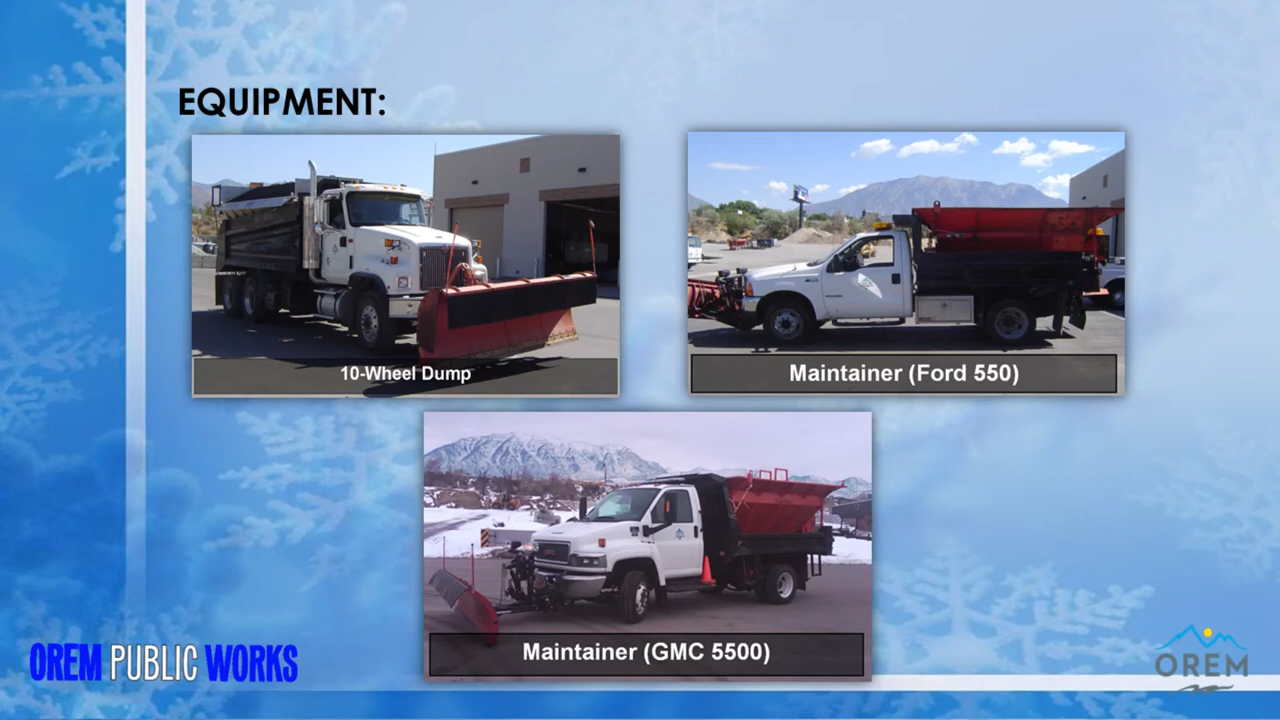 EQUIPMENT:
10-Wheel Dump
Maintainer (Ford 550)
Maintainer (GMC 5500)
OREM PUBLIC WORKS
OREM